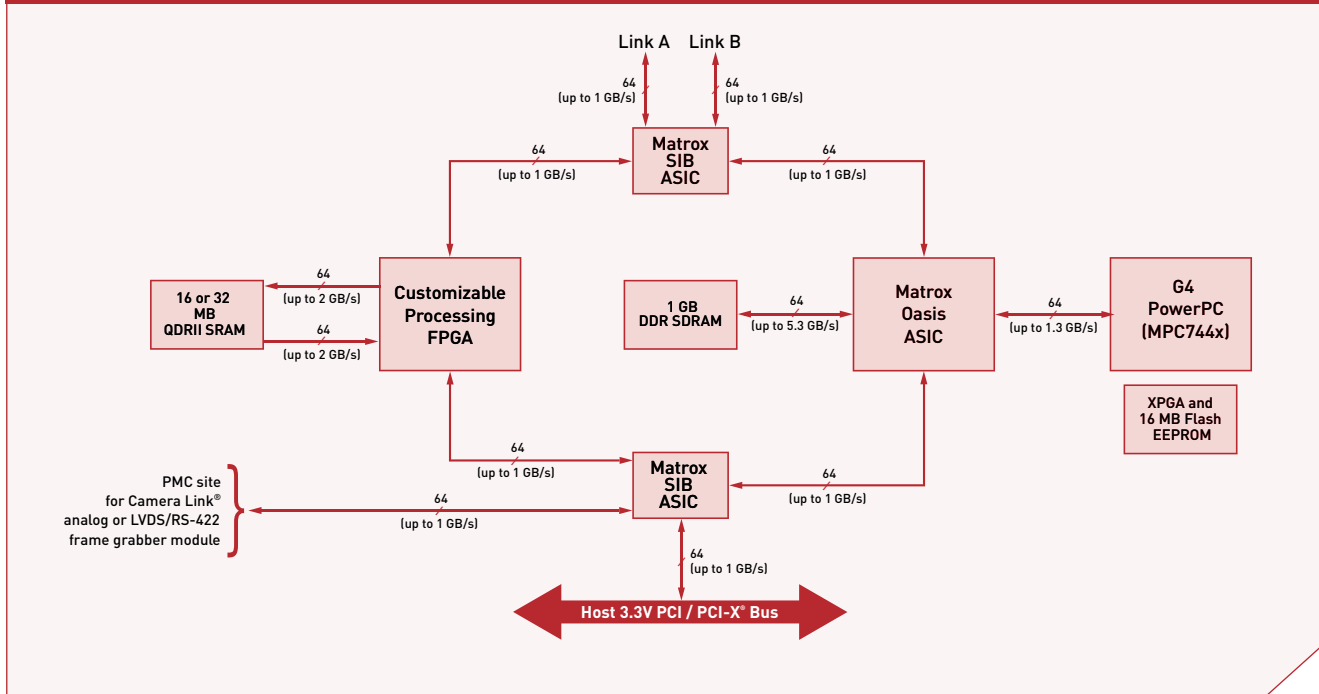 Link A
Link B
64
(up to 1 GB/s)
64
(up to 1 GB/s)
Matrox
SIB
ASIC
64
(up to 1 GB/s)
64
(up to 1 GB/s)
16 or 32
MB
QDRII SRAM
64
(up to 2 GB/s)
64
(up to 2 GB/s)
Customizable
Processing
FPGA
1 GB
DDR SDRAM
64
(up to 5.3 GB/s)
Matrox
Oasis
ASIC
64
(up to 1.3 GB/s)
G4
PowerPC
(MPC744x)
XPGA and
16 MB Flash
EEPROM
64
(up to 1 GB/s)
Matrox
SIB
ASIC
64
(up to 1 GB/s)
PMC site
for Camera Link®
analog or LVDS/RS-422
frame grabber module
64
(up to 1 GB/s)
64
(up to 1 GB/s)
Host 3.3V PCI / PCI-X® Bus